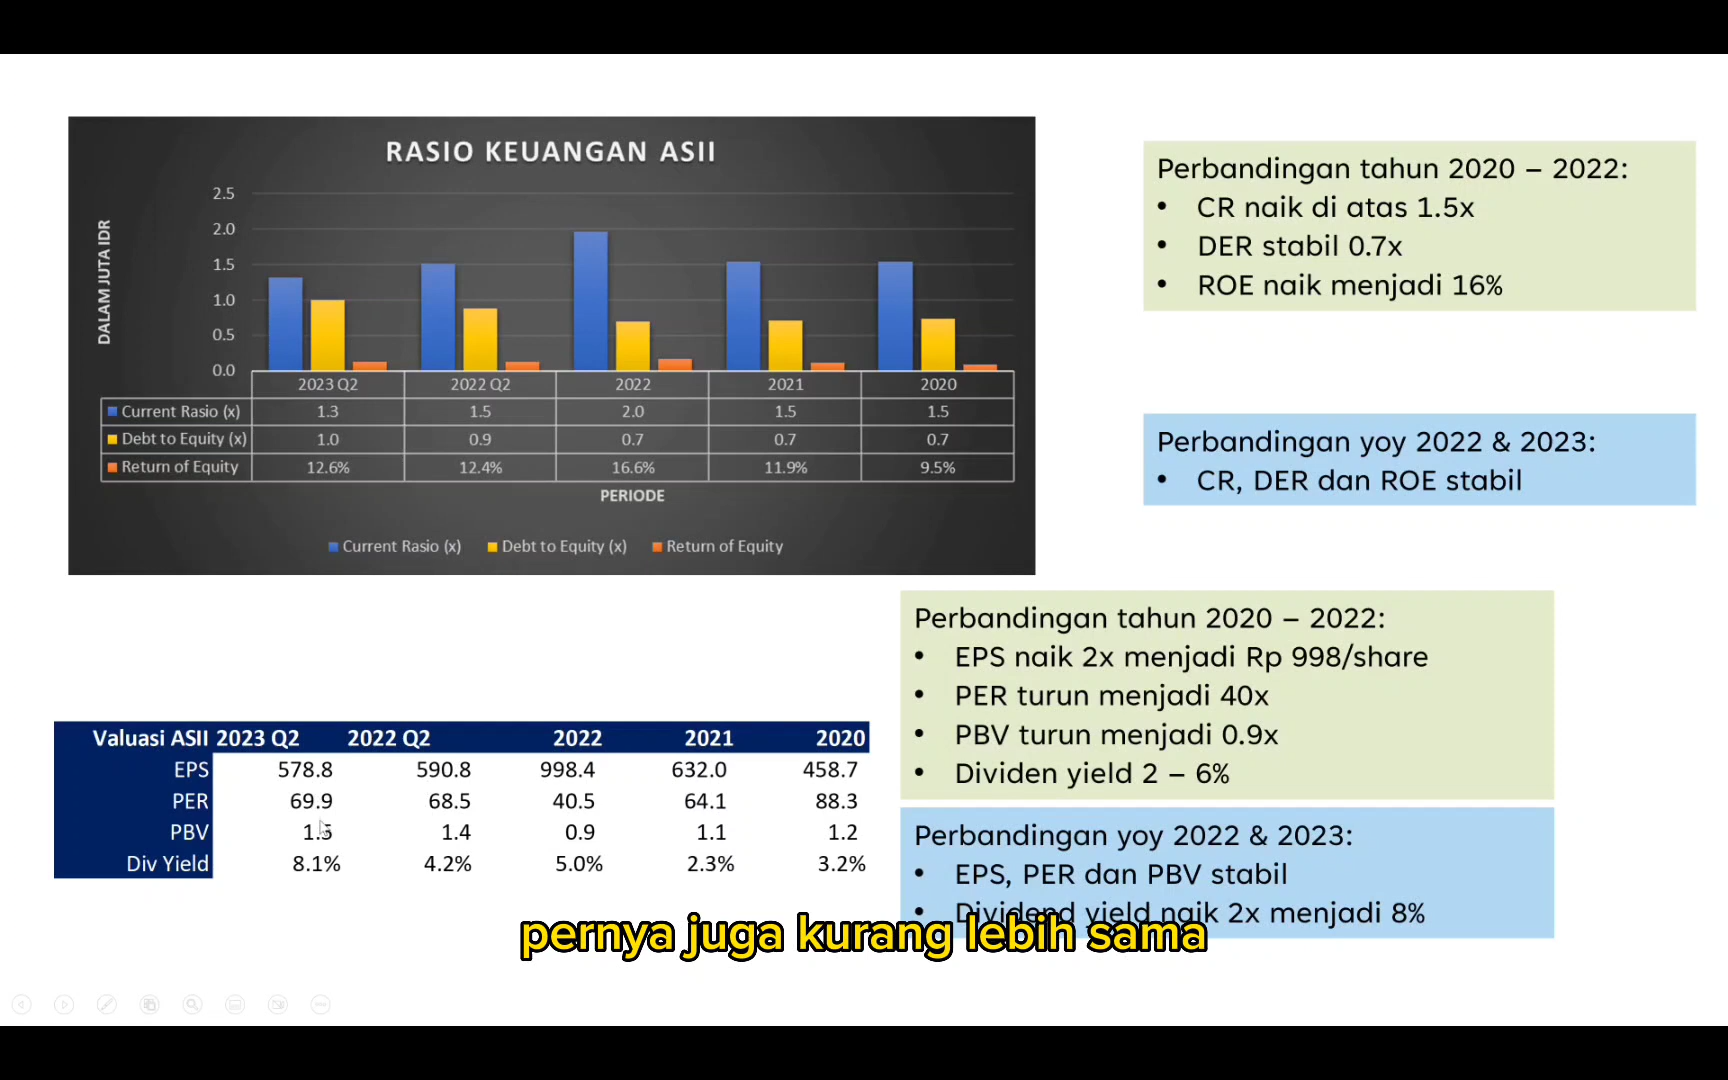 RASIO KEUANGAN ASII
DALAM JUTA IDR
2.5
2.0
1.5
1.0
0.5
0.0
2023 Q2 2022 Q2 2022 2021 2020
Current Rasio (x) 1.3 1.5 2.0 1.5 1.5
Debt to Equity (x) 1.0 0.9 0.7 0.7 0.7
Return of Equity 12.6% 12.4% 16.6% 11.9% 9.5%
PERIODE
Current Rasio (x) Debt to Equity (x) Return of Equity
Perbandingan tahun 2020 – 2022:
• CR naik di atas 1.5x
• DER stabil 0.7x
• ROE naik menjadi 16%
Perbandingan yoy 2022 & 2023:
• CR, DER dan ROE stabil
Valuasi ASII 2023 Q2 2022 Q2 2022 2021 2020
EPS 578.8 590.8 998.4 632.0 458.7
PER 69.9 68.5 40.5 64.1 88.3
PBV 1.5 1.4 0.9 1.1 1.2
Div Yield 8.1% 4.2% 5.0% 2.3% 3.2%
Perbandingan tahun 2020 – 2022:
• EPS naik 2x menjadi Rp 998/share
• PER turun menjadi 40x
• PBV turun menjadi 0.9x
• Dividen yield 2 – 6%
Perbandingan yoy 2022 & 2023:
• EPS, PER dan PBV stabil
• Dividend yield naik 2x menjadi 8%
pernya juga kurang lebih sama